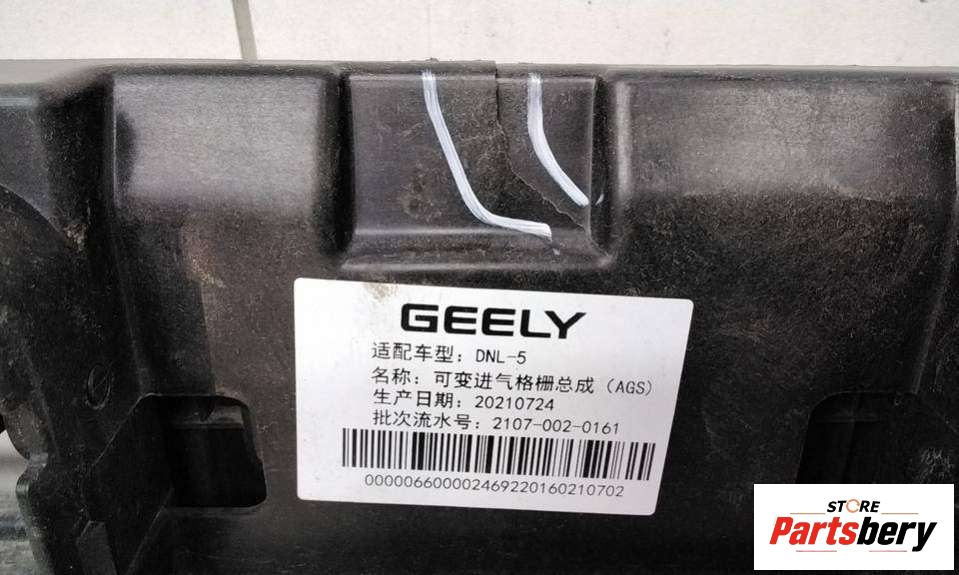 GEELY
适配车型: DNL-5
名称: 可变进气格栅总成 (AGS)
生产日期: 20210724
批次流水号: 2107-002-0161
000006600002469220160210702
STORE
Partsbery